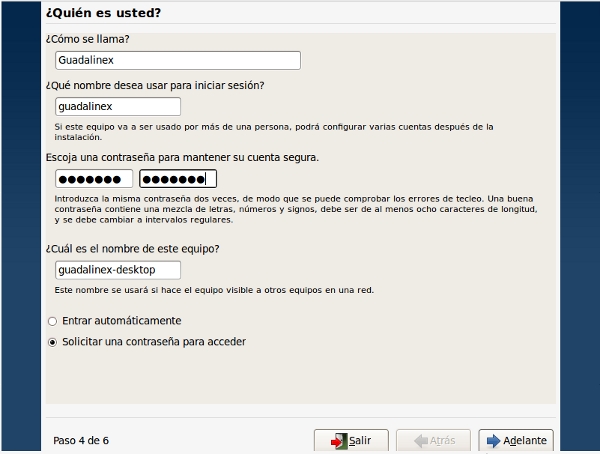 ¿Quién es usted?
¿Cómo se llama?
Guadalinex
¿Qué nombre desea usar para iniciar sesión?
guadalinex
Si este equipo va a ser usado por más de una persona, podrá configurar varias cuentas después de la
instalación.
Escoja una contraseña para mantener su cuenta segura.
●●●●●●● ●●●●●●●
Introduzca la misma contraseña dos veces, de modo que se puede comprobar los errores de tecleo. Una buena
contraseña contiene una mezcla de letras, números y signos, debe ser de al menos ocho caracteres de longitud,
y se debe cambiar a intervalos regulares.
¿Cuál es el nombre de este equipo?
guadalinex-desktop
Este nombre se usará si hace el equipo visible a otros equipos en una red.
Entrar automáticamente
Solicitar una contraseña para acceder
Paso 4 de 6 Salir Atrás Adelante